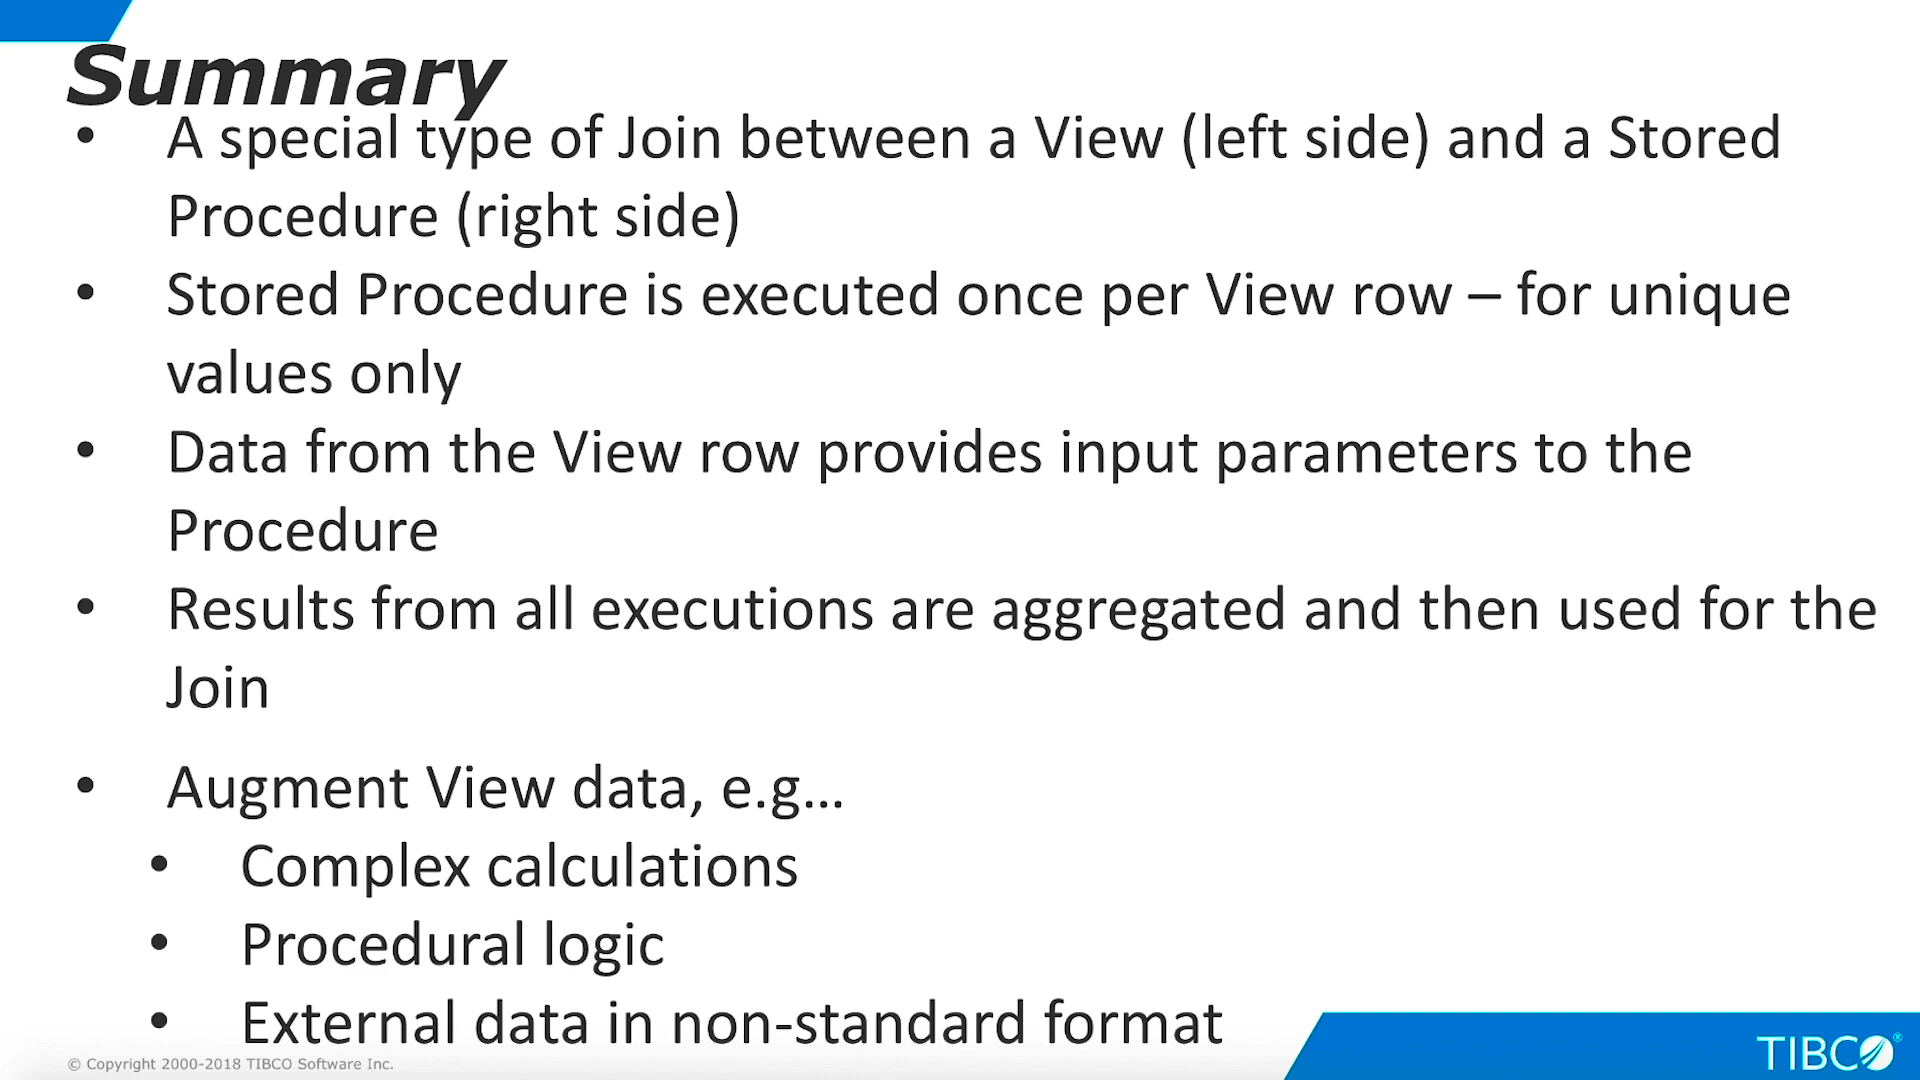 Summary
• A special type of Join between a View (left side) and a Stored
Procedure (right side)
• Stored Procedure is executed once per View row – for unique
values only
• Data from the View row provides input parameters to the
Procedure
• Results from all executions are aggregated and then used for the
Join
• Augment View data, e.g…
• Complex calculations
• Procedural logic
• External data in non-standard format
© Copyright 2000-2018 TIBCO Software Inc.
TIBCO®